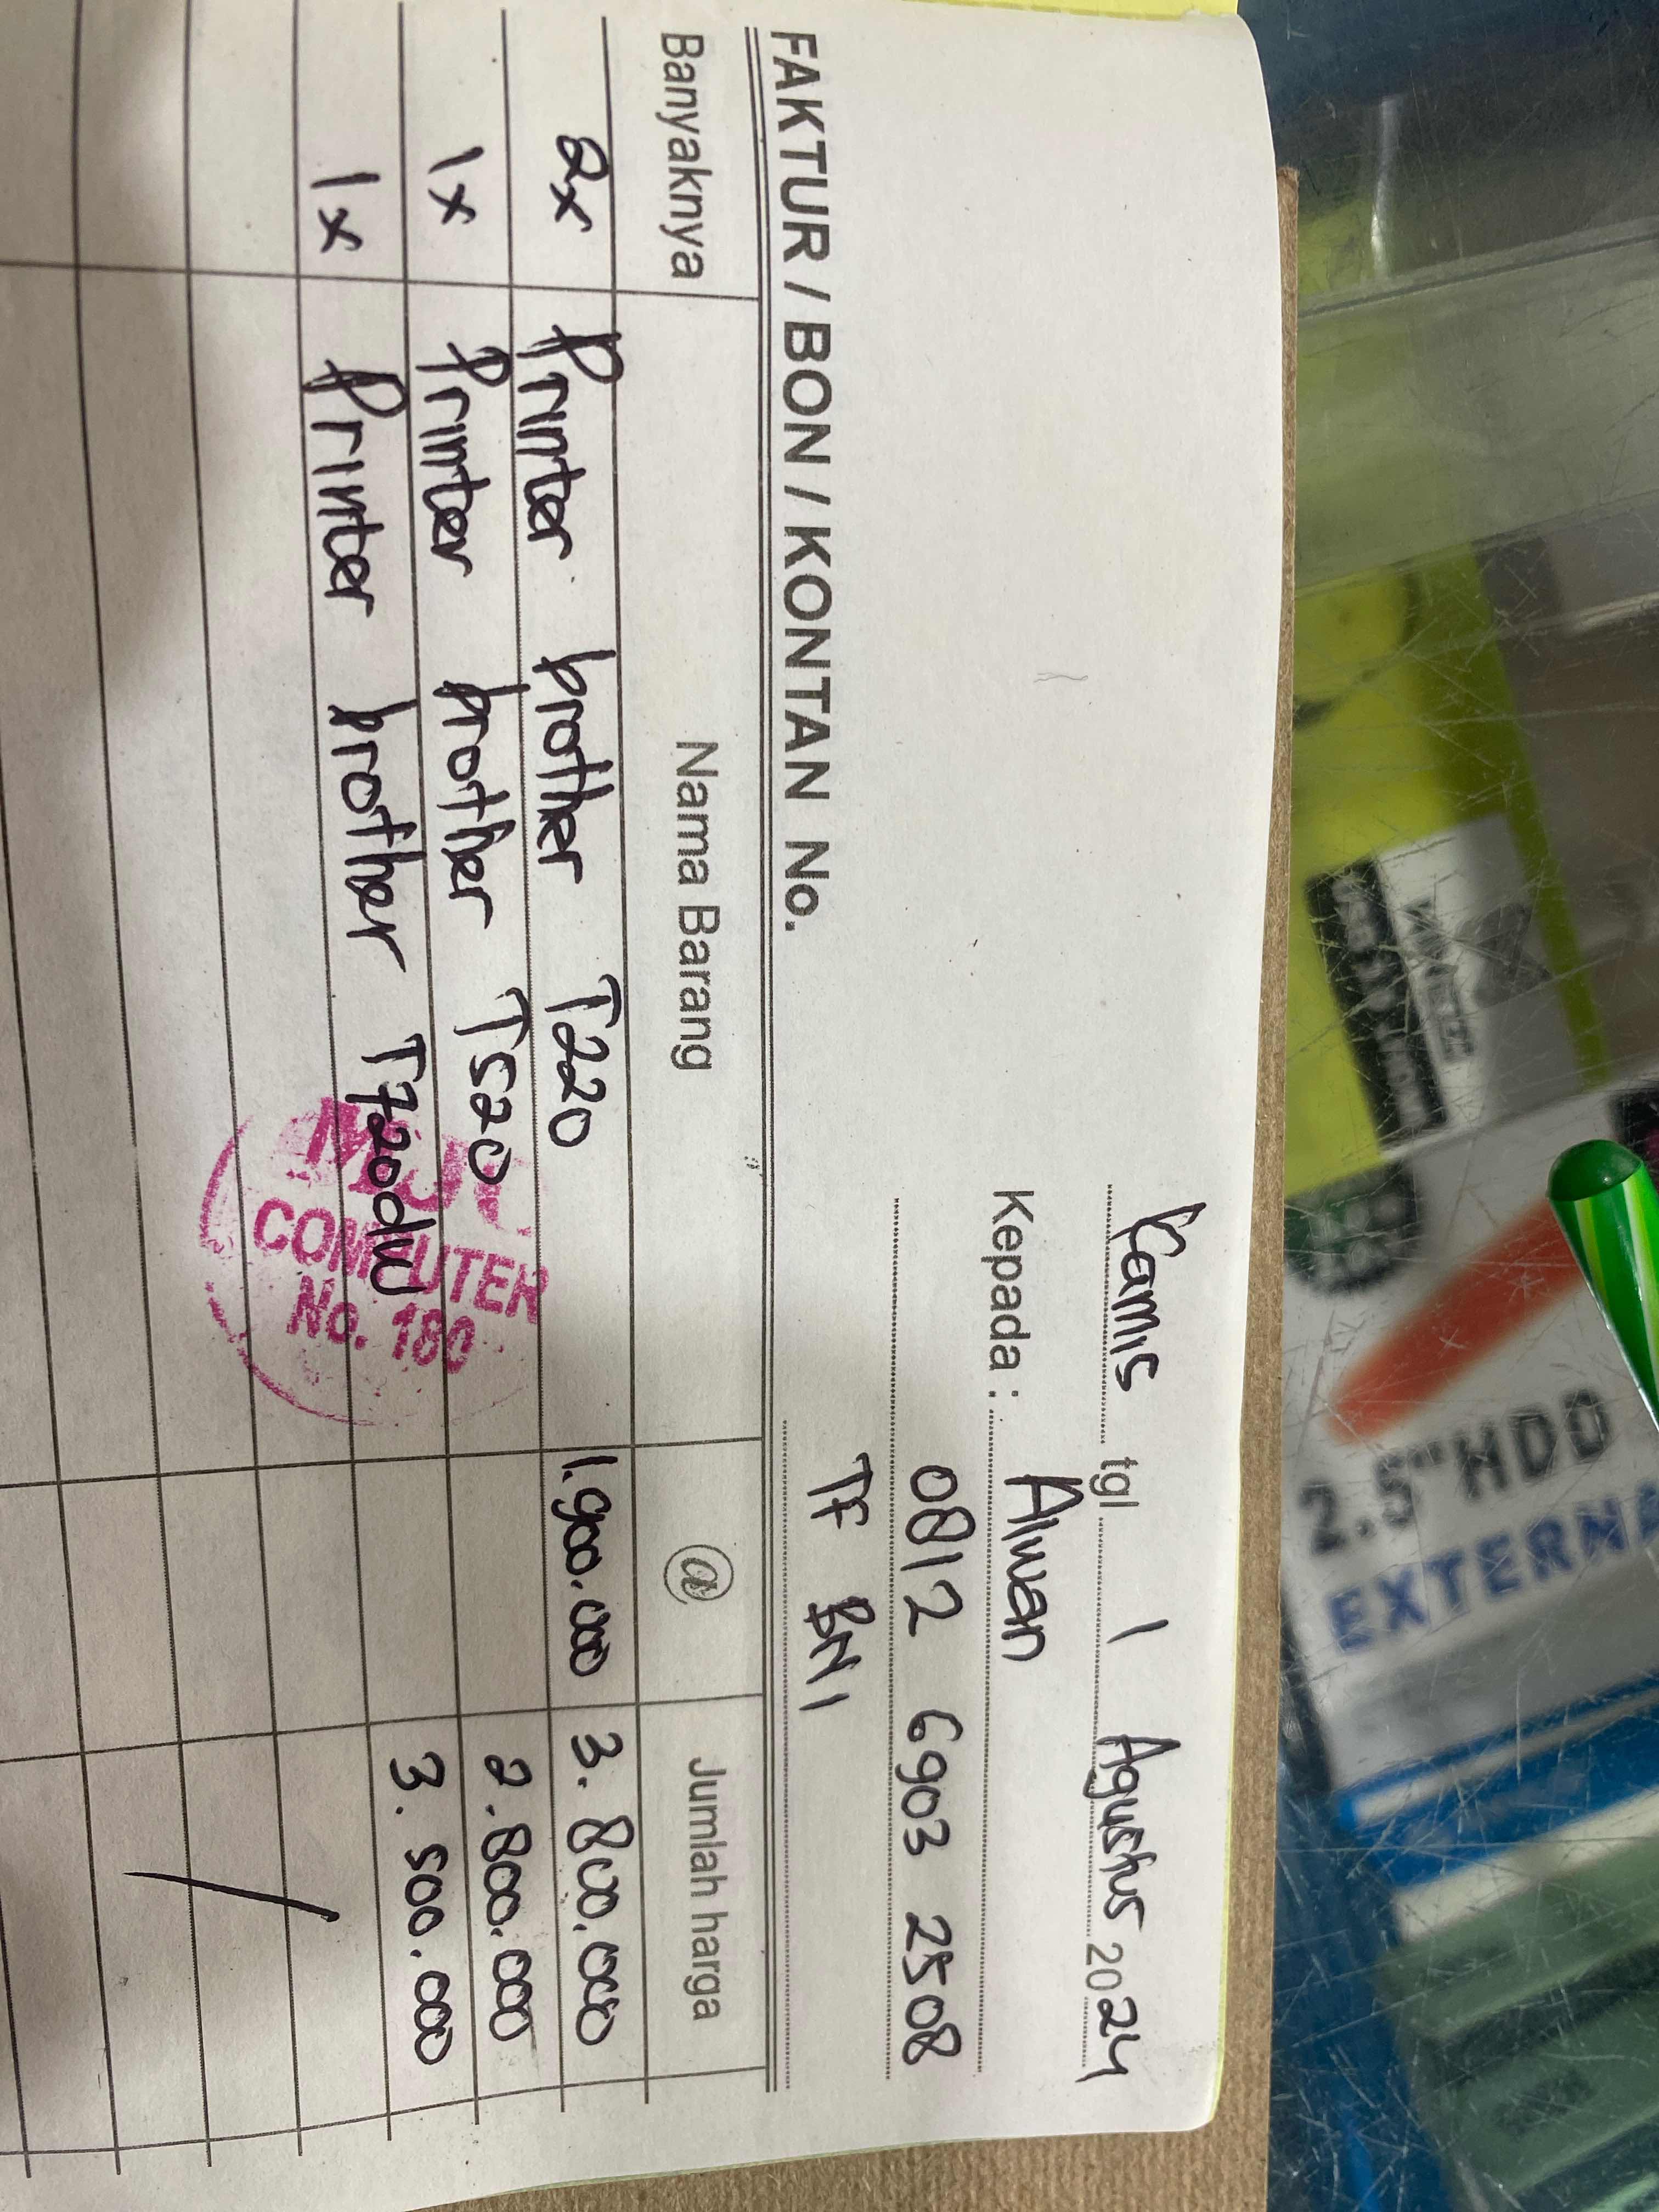 Kamis tgl 1 Agustus 2024
Kepada : Alwan
0812 6903 2508
TF BNI
FAKTUR / BON / KONTAN No.
Banyaknya Nama Barang @ Jumlah harga
2x Printer brother T220 1.900.000 3.800.000
1x Printer brother T520 2.800.000
1x Printer brother T720dw 3.500.000
COMPUTER
No. 180
2.5" HDD
EXTERNA